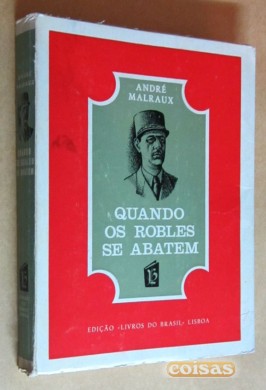 ANDRÉ
MALRAUX
QUANDO
OS ROBLES
SE ABATEM
EDIÇÃO «LIVROS DO BRASIL» LISBOA
coisas